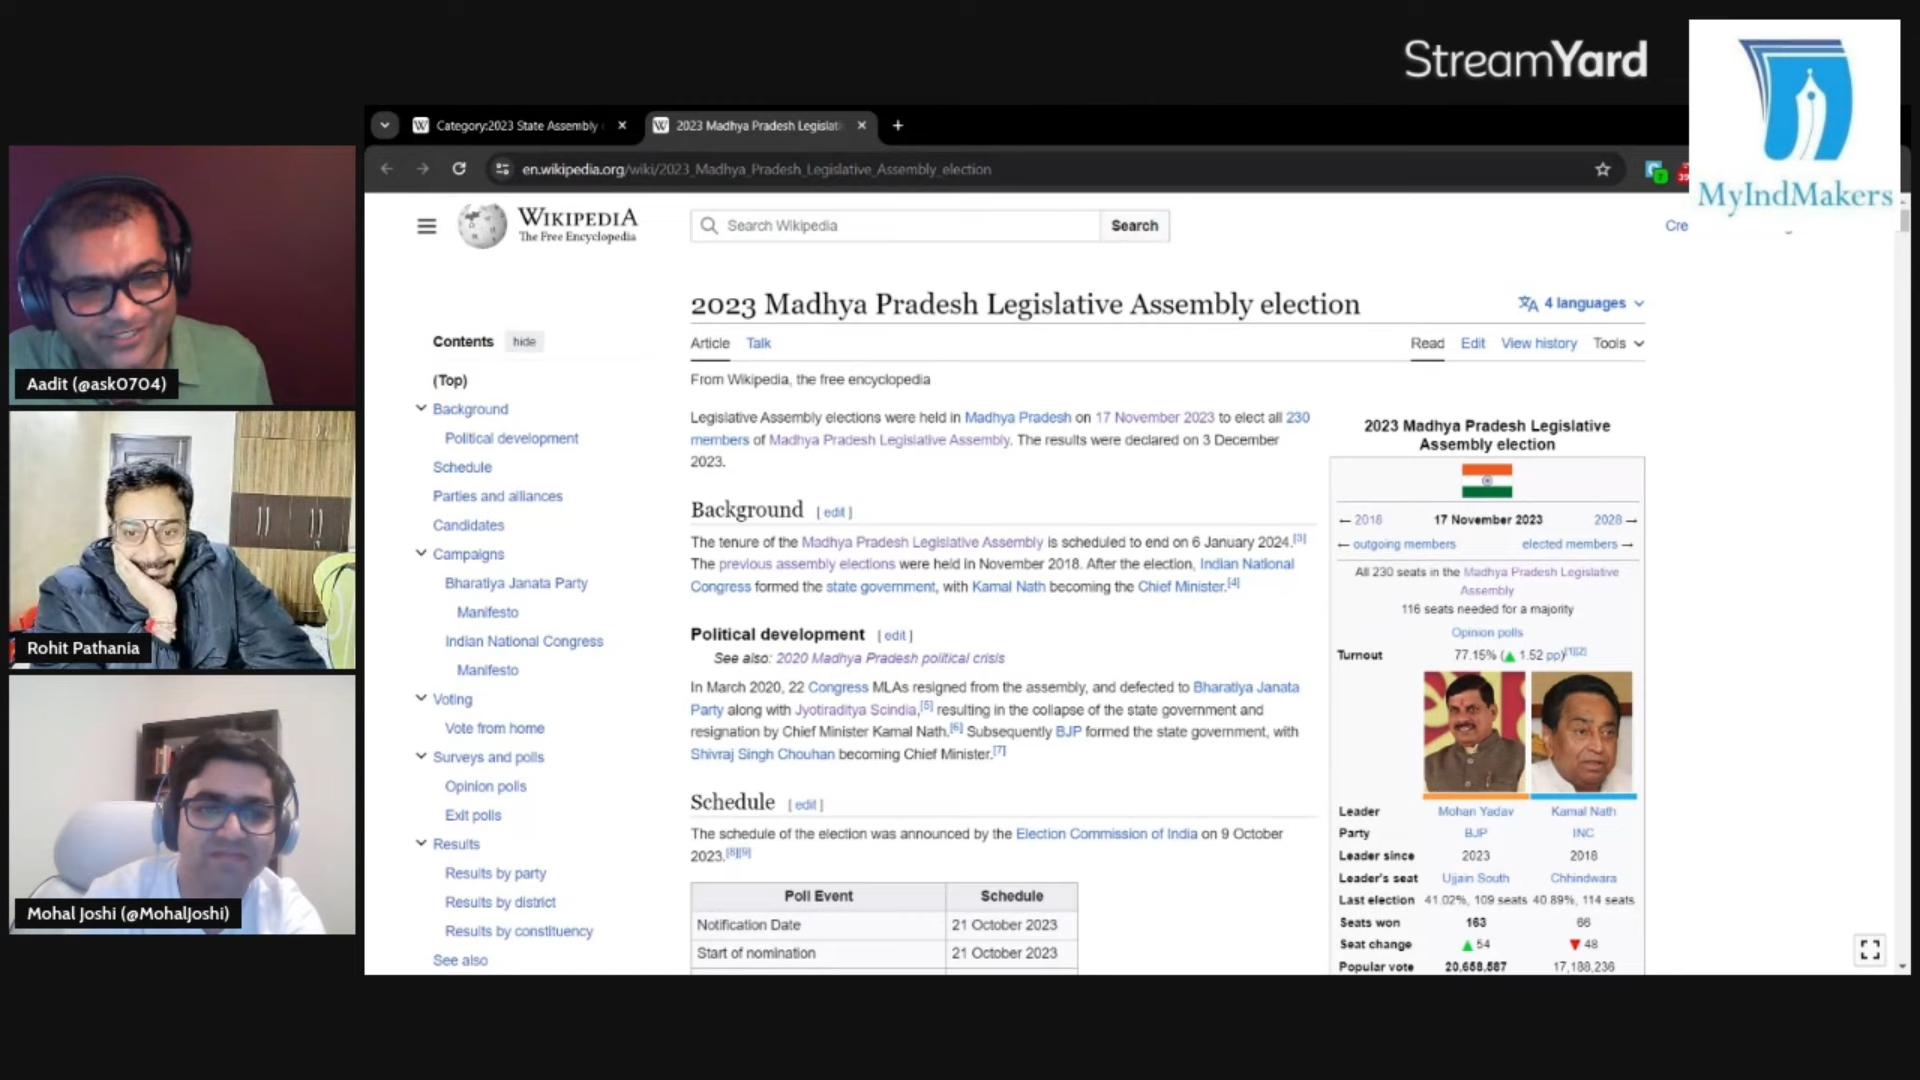 StreamYard
MyIndMakers
Category:2023 State Assembly
2023 Madhya Pradesh Legislati
en.wikipedia.org/wiki/2023_Madhya_Pradesh_Legislative_Assembly_election
WIKIPEDIA
The Free Encyclopedia
Search Wikipedia
Search
Cre
Aadit (@ask0704)
Rohit Pathania
Mohal Joshi (@MohalJoshi)
Contents hide
(Top)
Background
Political development
Schedule
Parties and alliances
Candidates
Campaigns
Bharatiya Janata Party
Manifesto
Indian National Congress
Manifesto
Voting
Vote from home
Surveys and polls
Opinion polls
Exit polls
Results
Results by party
Results by district
Results by constituency
See also
2023 Madhya Pradesh Legislative Assembly election
4 languages
Article Talk
Read Edit View history Tools
From Wikipedia, the free encyclopedia
Legislative Assembly elections were held in Madhya Pradesh on 17 November 2023 to elect all 230
members of Madhya Pradesh Legislative Assembly. The results were declared on 3 December
2023.
Background [ edit ]
The tenure of the Madhya Pradesh Legislative Assembly is scheduled to end on 6 January 2024.[3]
The previous assembly elections were held in November 2018. After the election, Indian National
Congress formed the state government, with Kamal Nath becoming the Chief Minister.[4]
Political development [ edit ]
See also: 2020 Madhya Pradesh political crisis
In March 2020, 22 Congress MLAs resigned from the assembly, and defected to Bharatiya Janata
Party along with Jyotiraditya Scindia,[5] resulting in the collapse of the state government and
resignation by Chief Minister Kamal Nath.[6] Subsequently BJP formed the state government, with
Shivraj Singh Chouhan becoming Chief Minister.[7]
Schedule [ edit ]
The schedule of the election was announced by the Election Commission of India on 9 October
2023.[8][9]
Poll Event Schedule
Notification Date 21 October 2023
Start of nomination 21 October 2023
2023 Madhya Pradesh Legislative
Assembly election
← 2018 17 November 2023 2028 →
← outgoing members elected members →
All 230 seats in the Madhya Pradesh Legislative
Assembly
116 seats needed for a majority
Opinion polls
Turnout 77.15% (▲ 1.52 pp)[1][2]
Leader Mohan Yadav Kamal Nath
Party BJP INC
Leader since 2023 2018
Leader's seat Ujjain South Chhindwara
Last election 41.02%, 109 seats 40.89%, 114 seats
Seats won 163 66
Seat change ▲ 54 ▼ 48
Popular vote 20,658,587 17,188,236